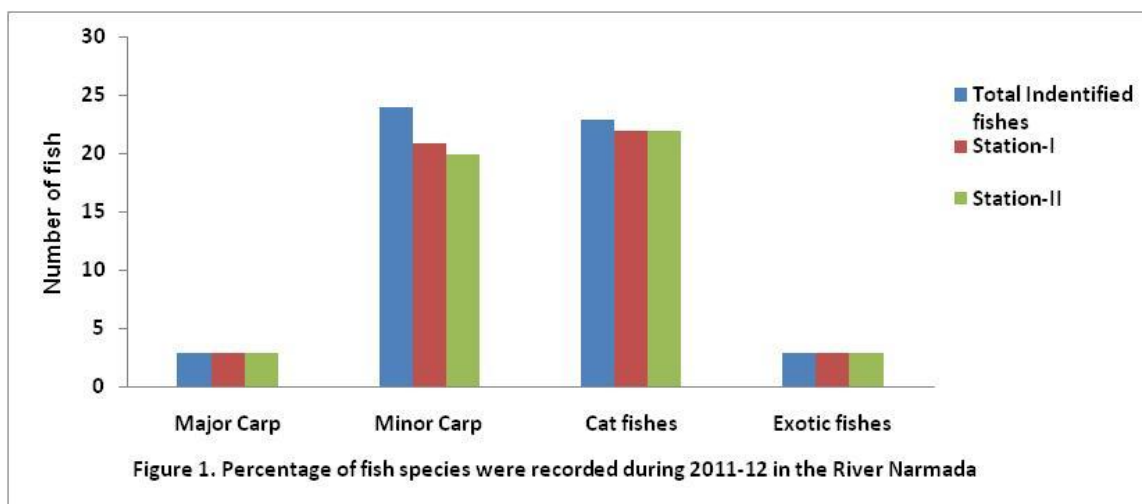 30
25
20
15
10
5
0
Number of fish
Major Carp
Minor Carp
Cat fishes
Exotic fishes
Total Indentified
fishes
Station-I
Station-II
Figure 1. Percentage of fish species were recorded during 2011-12 in the River Narmada